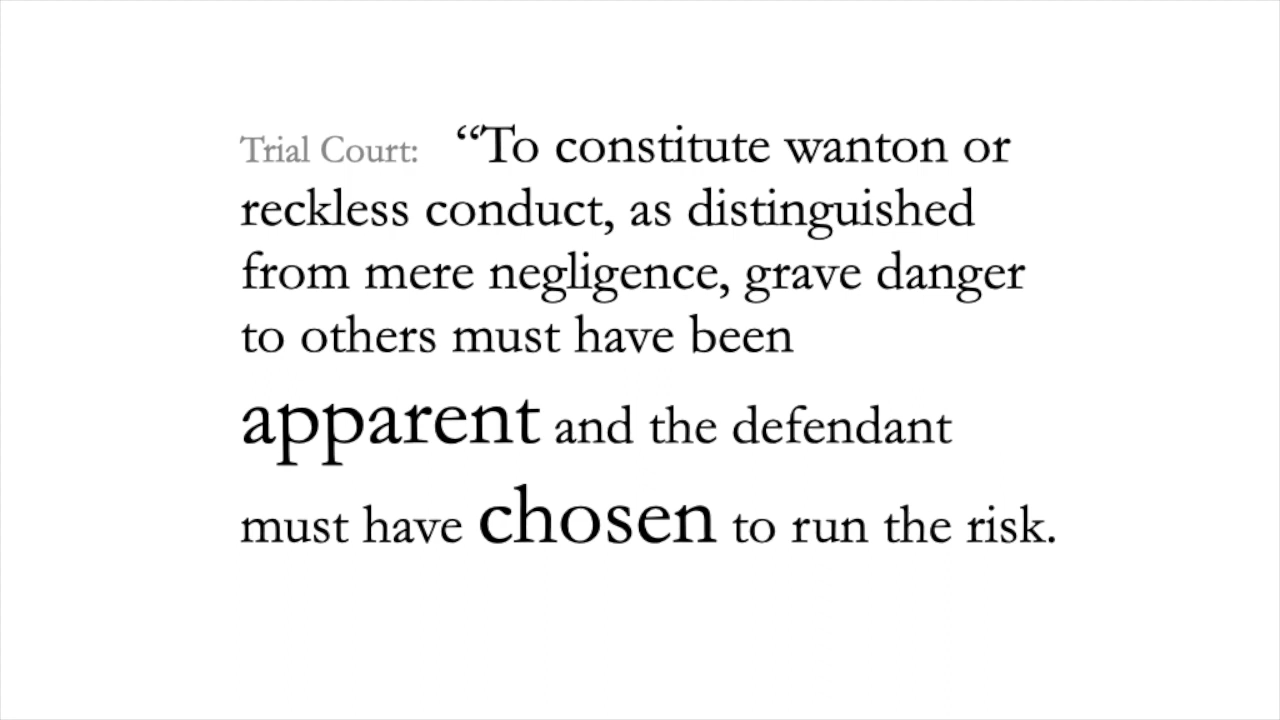 Trial Court: “To constitute wanton or
reckless conduct, as distinguished
from mere negligence, grave danger
to others must have been
apparent and the defendant
must have chosen to run the risk.